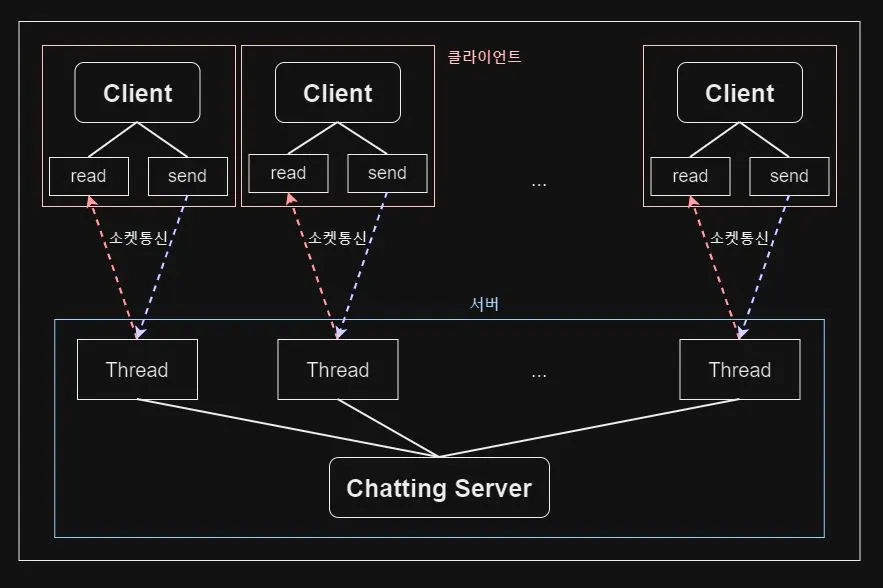 클라이언트
Client
Client
Client
read
send
read
send
...
read
send
소켓통신
소켓통신
소켓통신
서버
Thread
Thread
...
Thread
Chatting Server